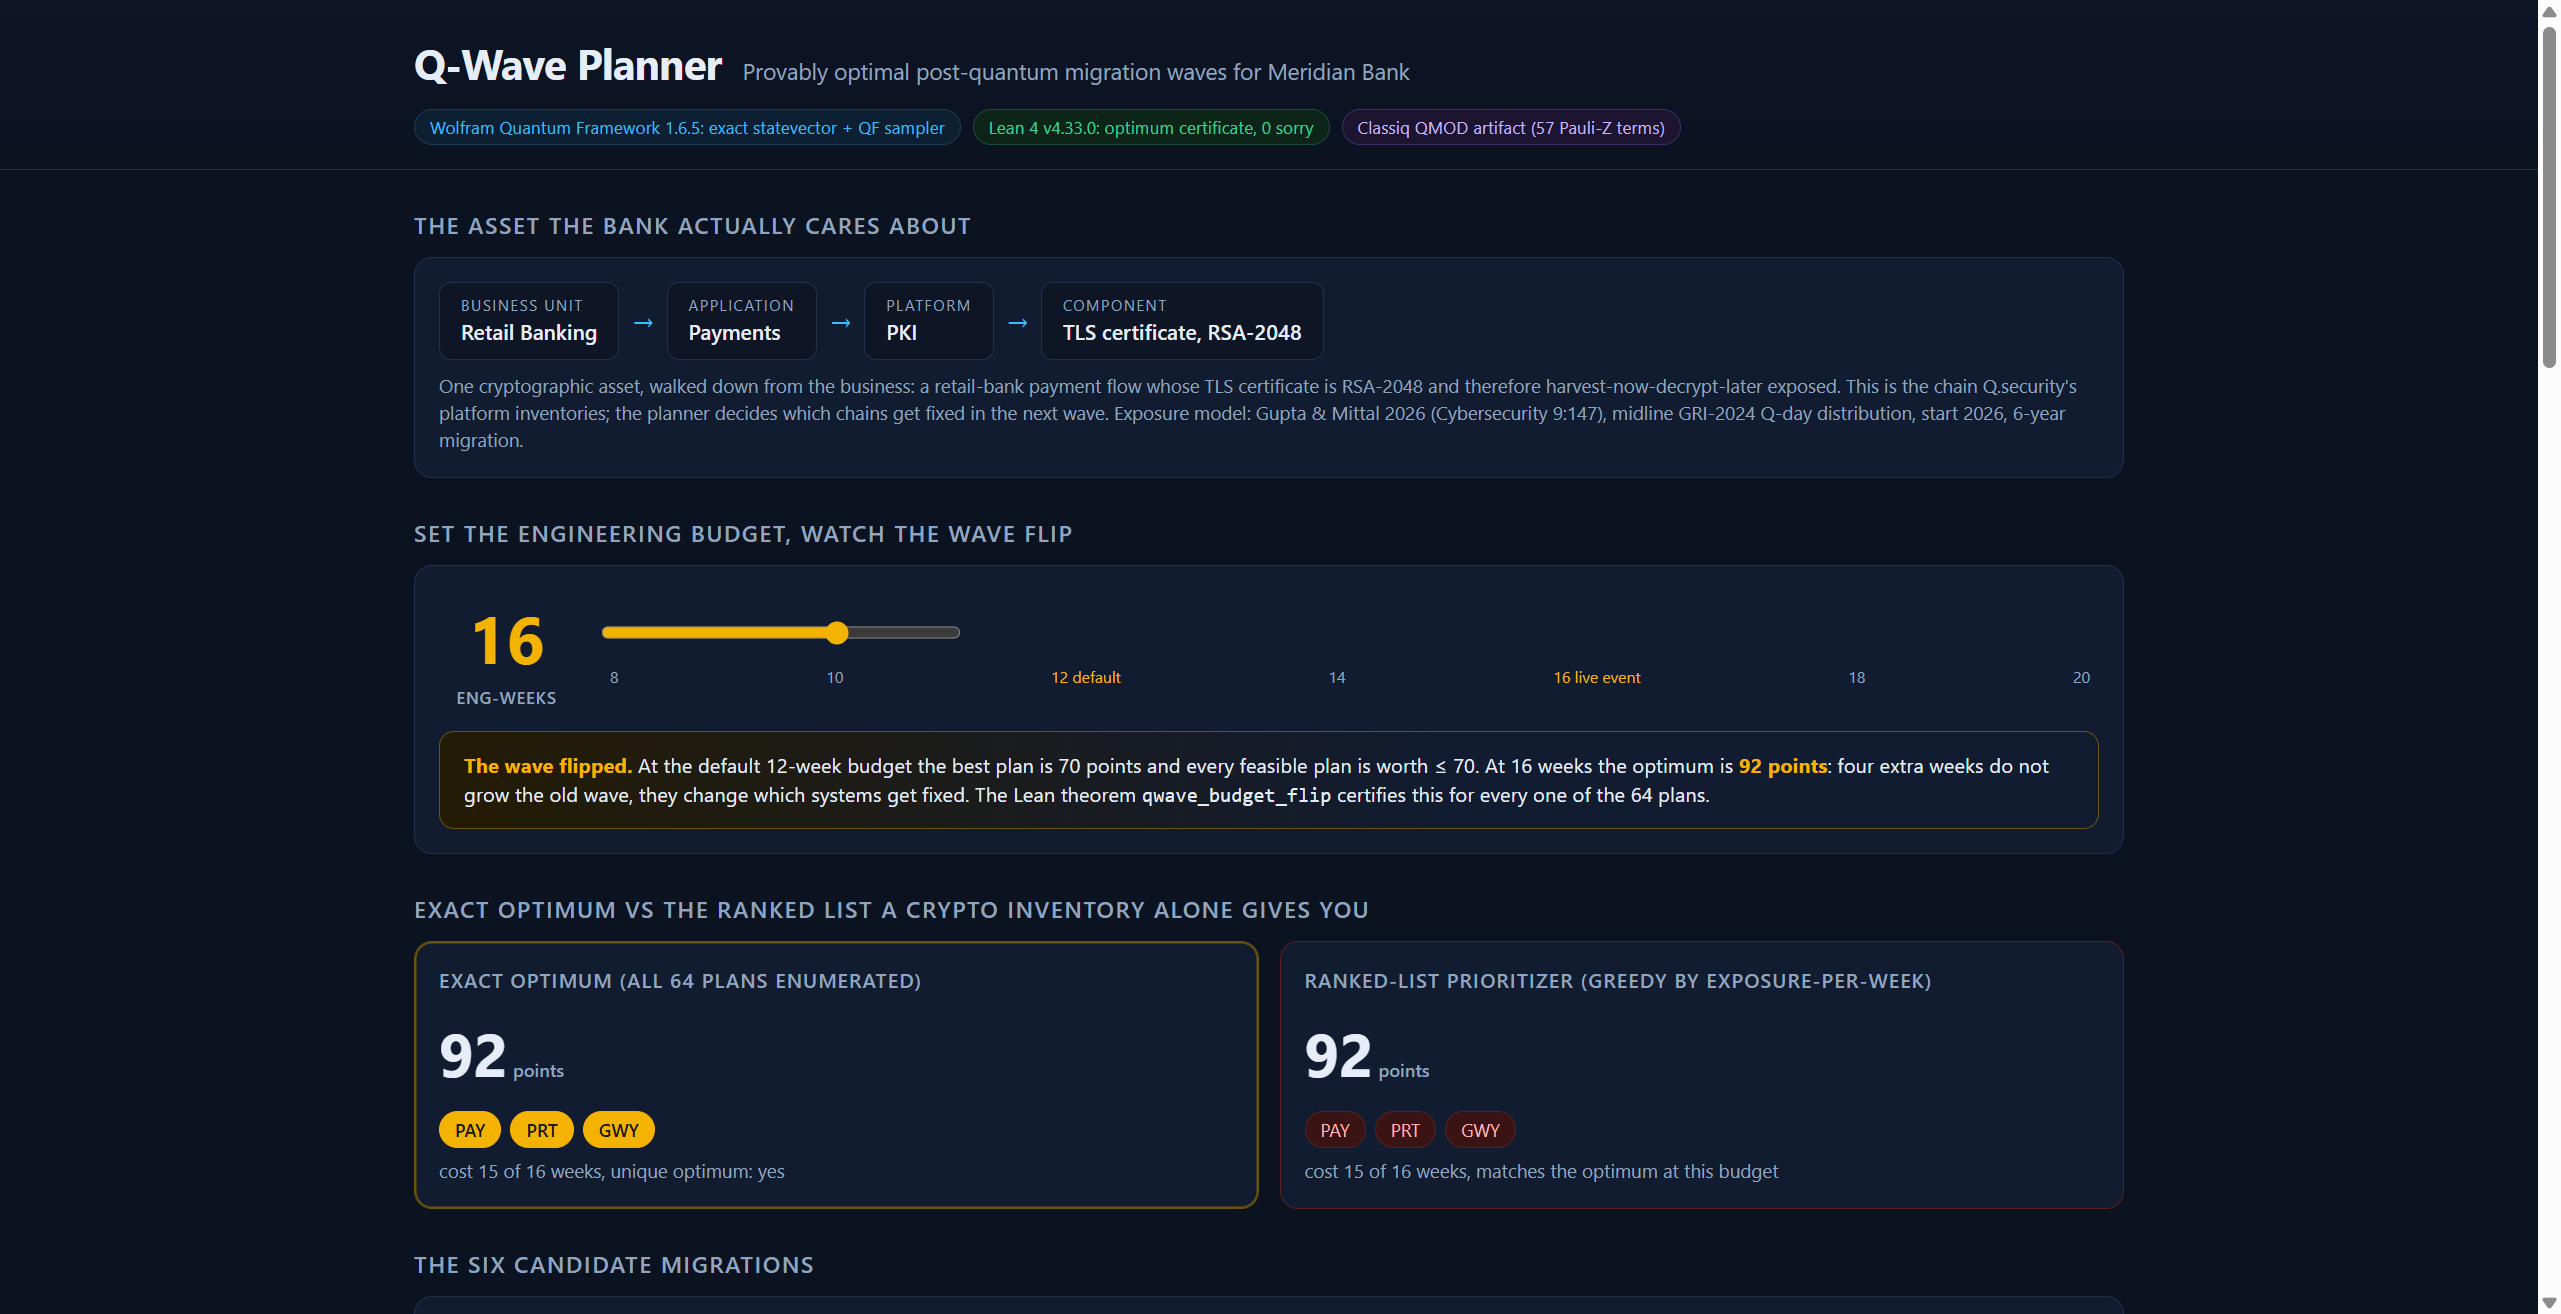 Q-Wave Planner Provably optimal post-quantum migration waves for Meridian Bank
Wolfram Quantum Framework 1.6.5: exact statevector + QF sampler
Lean 4 v4.33.0: optimum certificate, 0 sorry
Classiq QMOD artifact (57 Pauli-Z terms)
THE ASSET THE BANK ACTUALLY CARES ABOUT
BUSINESS UNIT
Retail Banking
→
APPLICATION
Payments
→
PLATFORM
PKI
→
COMPONENT
TLS certificate, RSA-2048
One cryptographic asset, walked down from the business: a retail-bank payment flow whose TLS certificate is RSA-2048 and therefore harvest-now-decrypt-later exposed. This is the chain Q.security's
platform inventories; the planner decides which chains get fixed in the next wave. Exposure model: Gupta & Mittal 2026 (Cybersecurity 9:147), midline GRI-2024 Q-day distribution, start 2026, 6-year
migration.
SET THE ENGINEERING BUDGET, WATCH THE WAVE FLIP
16
ENG-WEEKS
8 10 12 default 14 16 live event 18 20
The wave flipped. At the default 12-week budget the best plan is 70 points and every feasible plan is worth ≤ 70. At 16 weeks the optimum is 92 points: four extra weeks do not
grow the old wave, they change which systems get fixed. The Lean theorem qwave_budget_flip certifies this for every one of the 64 plans.
EXACT OPTIMUM VS THE RANKED LIST A CRYPTO INVENTORY ALONE GIVES YOU
EXACT OPTIMUM (ALL 64 PLANS ENUMERATED)
92 points
PAY PRT GWY
cost 15 of 16 weeks, unique optimum: yes
RANKED-LIST PRIORITIZER (GREEDY BY EXPOSURE-PER-WEEK)
92 points
PAY PRT GWY
cost 15 of 16 weeks, matches the optimum at this budget
THE SIX CANDIDATE MIGRATIONS